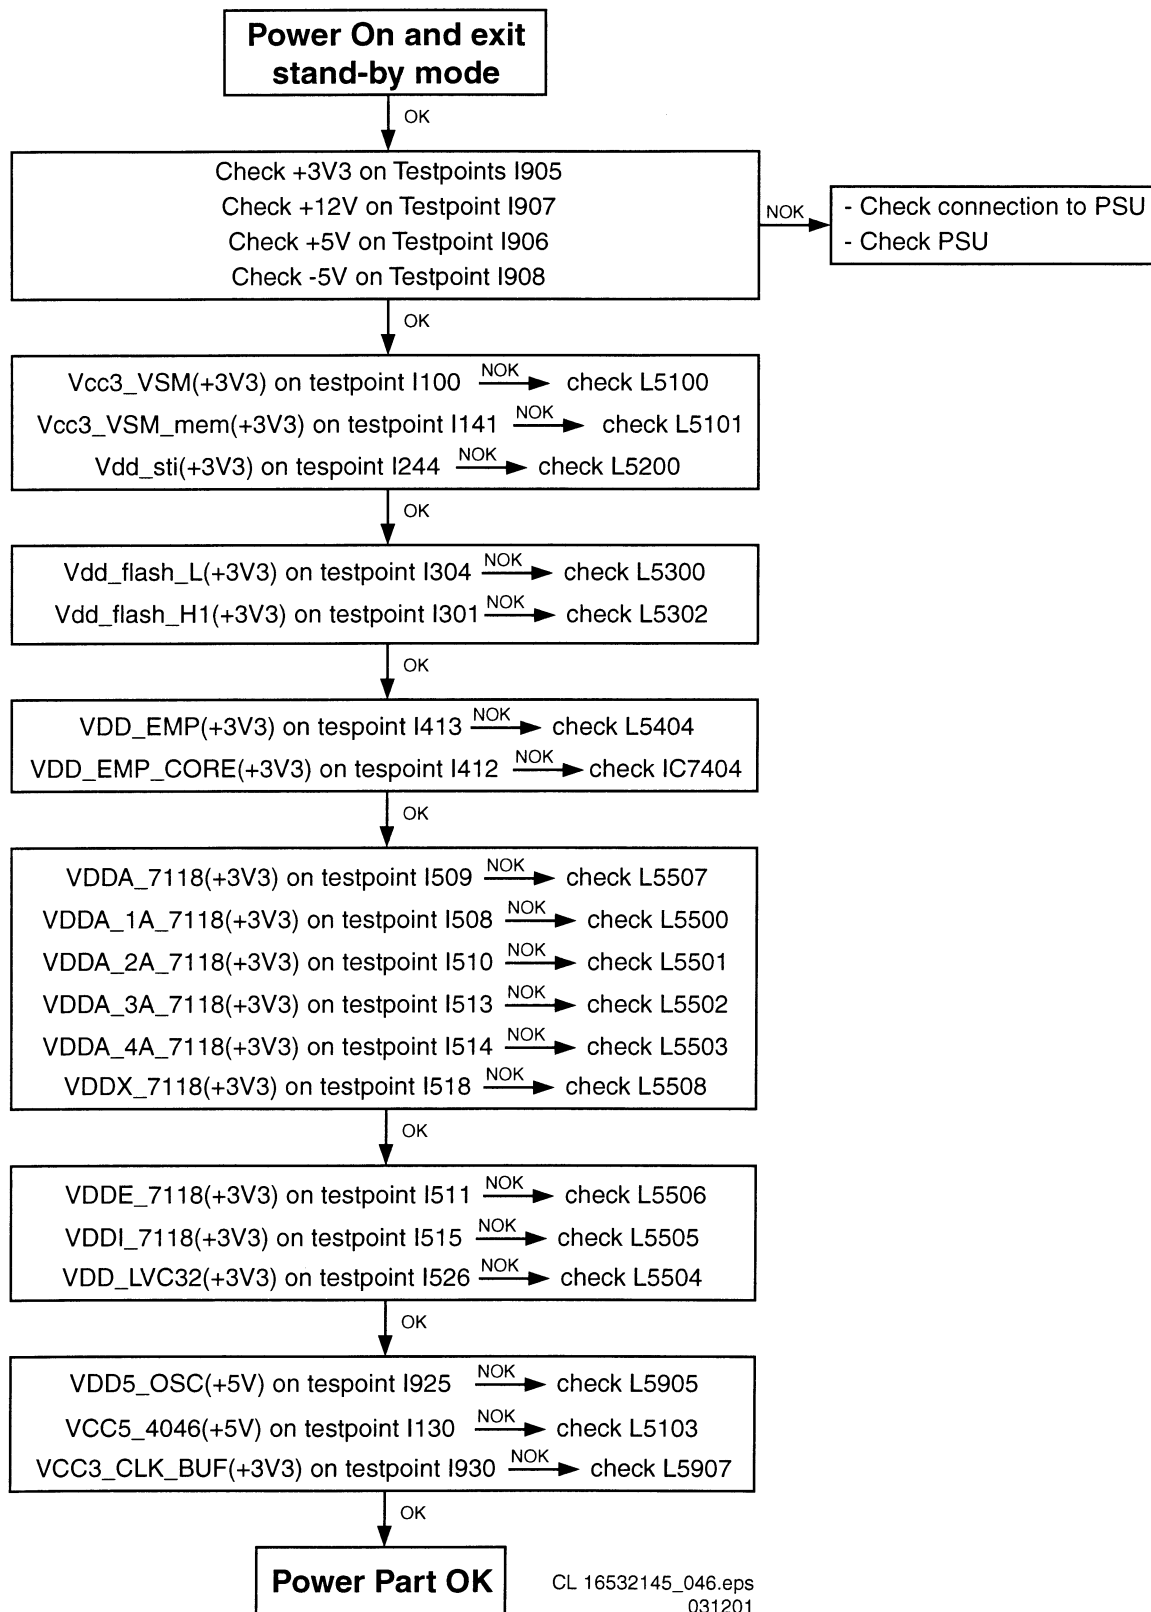 Power On and exit
stand-by mode
OK
Check +3V3 on Testpoints I905
Check +12V on Testpoint I907
Check +5V on Testpoint I906
Check -5V on Testpoint I908
NOK
- Check connection to PSU
- Check PSU
OK
Vcc3_VSM(+3V3) on testpoint I100 NOK check L5100
Vcc3_VSM_mem(+3V3) on testpoint I141 NOK check L5101
Vdd_sti(+3V3) on tespoint I244 NOK check L5200
OK
Vdd_flash_L(+3V3) on testpoint I304 NOK check L5300
Vdd_flash_H1(+3V3) on testpoint I301 NOK check L5302
OK
VDD_EMP(+3V3) on tespoint I413 NOK check L5404
VDD_EMP_CORE(+3V3) on tespoint I412 NOK check IC7404
OK
VDDA_7118(+3V3) on testpoint I509 NOK check L5507
VDDA_1A_7118(+3V3) on testpoint I508 NOK check L5500
VDDA_2A_7118(+3V3) on testpoint I510 NOK check L5501
VDDA_3A_7118(+3V3) on testpoint I513 NOK check L5502
VDDA_4A_7118(+3V3) on testpoint I514 NOK check L5503
VDDX_7118(+3V3) on testpoint I518 NOK check L5508
OK
VDDE_7118(+3V3) on testpoint I511 NOK check L5506
VDDI_7118(+3V3) on testpoint I515 NOK check L5505
VDD_LVC32(+3V3) on testpoint I526 NOK check L5504
OK
VDD5_OSC(+5V) on tespoint I925 NOK check L5905
VCC5_4046(+5V) on testpoint I130 NOK check L5103
VCC3_CLK_BUF(+3V3) on testpoint I930 NOK check L5907
OK
Power Part OK
CL 16532145_046.eps
031201